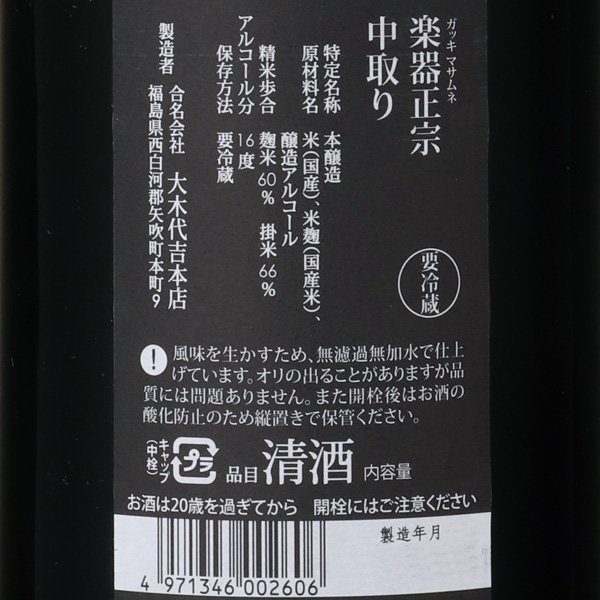 ガッキ マサムネ
楽器正宗
中取り
要冷蔵
特定名称 本醸造
原材料名 米(国産)、米麹(国産米)、
醸造アルコール
精米歩合 麹米60% 掛米66%
アルコール分 16度
保存方法 要冷蔵
製造者 合名会社 大木代吉本店
福島県西白河郡矢吹町本町9
! 風味を生かすため、無濾過無加水で仕上
げています。オリの出ることがありますが品
質には問題ありません。また開栓後はお酒の
酸化防止のため縦置きで保管ください。
キャップ
(中栓)
プラ
品目 清酒 内容量
お酒は20歳を過ぎてから 開栓にはご注意ください
製造年月
4 971346 002606